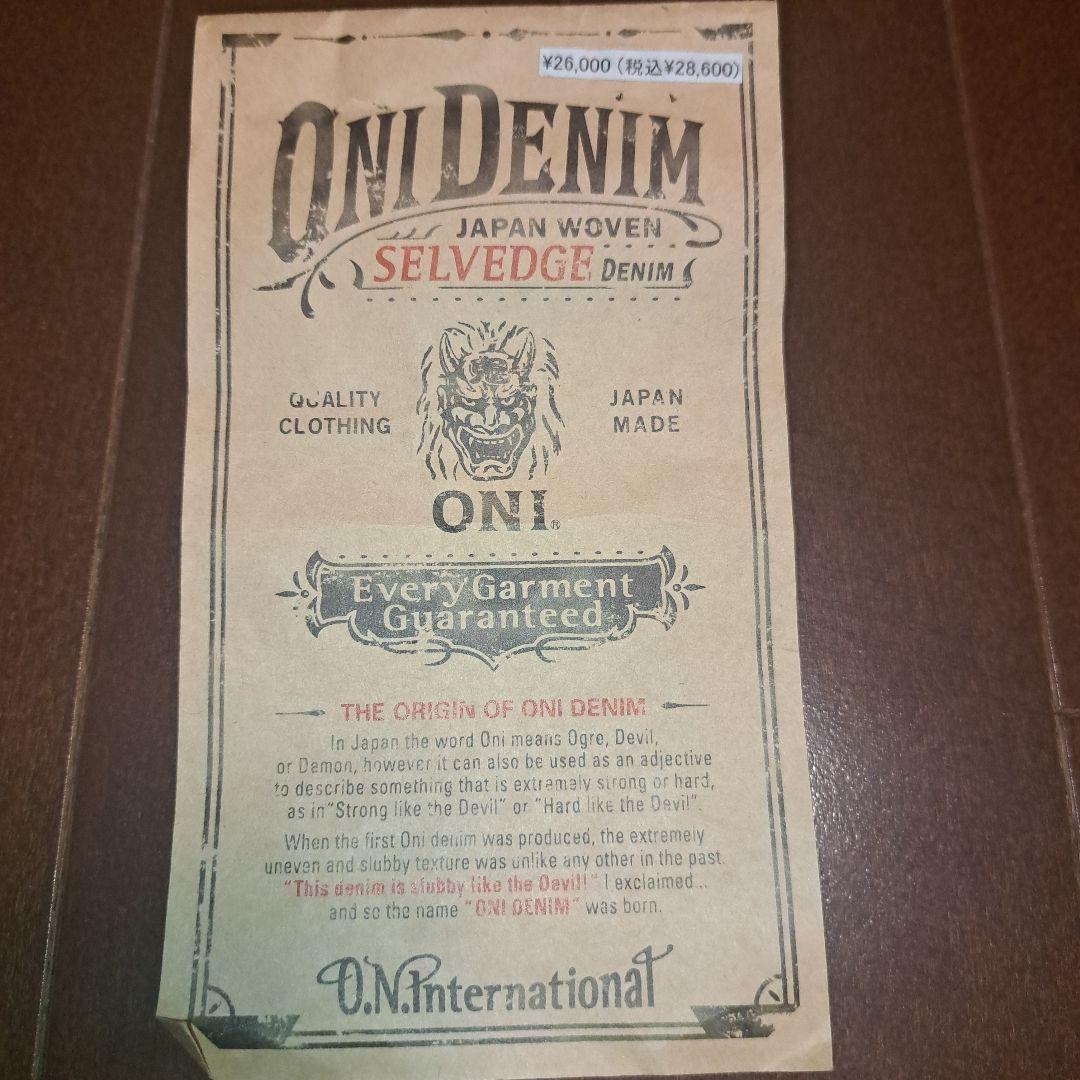 ¥26,000（税込¥28,600）
ONI DENIM
JAPAN WOVEN
SELVEDGE DENIM
QUALITY
CLOTHING
JAPAN
MADE
ONI®
Every Garment
Guaranteed
THE ORIGIN OF ONI DENIM
In Japan the word Oni means Ogre, Devil,
or Demon, however it can also be used as an adjective
to describe something that is extremely strong or hard,
as in "Strong like the Devil" or "Hard like the Devil".
When the first Oni denim was produced, the extremely
uneven and slubby texture was unlike any other in the past.
"This denim is slubby like the Devil!" I exclaimed...
and so the name "ONI DENIM" was born.
O.N.International